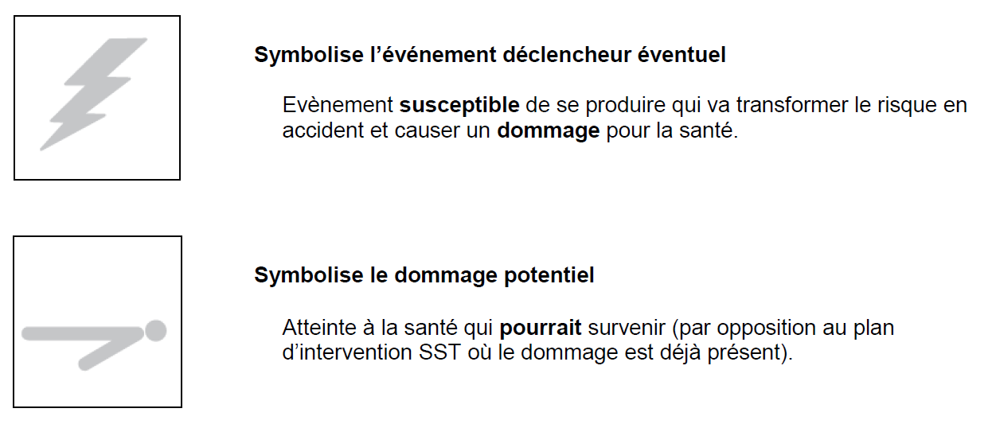 Symbolise l’événement déclencheur éventuel
Evènement susceptible de se produire qui va transformer le risque en
accident et causer un dommage pour la santé.
Symbolise le dommage potentiel
Atteinte à la santé qui pourrait survenir (par opposition au plan
d’intervention SST où le dommage est déjà présent).